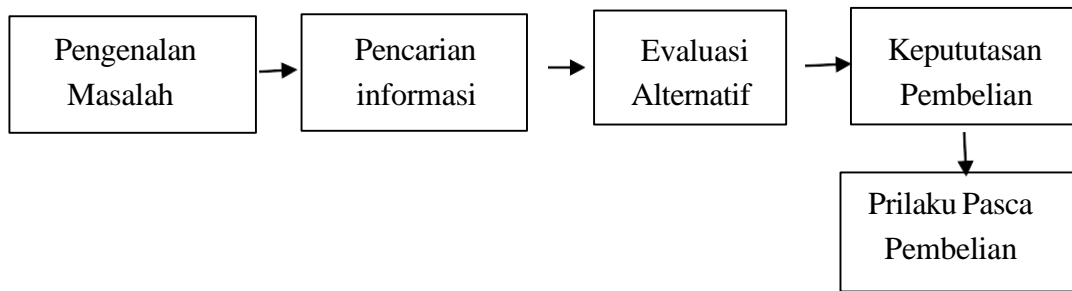 Pengenalan
Masalah
Pencarian
informasi
Evaluasi
Alternatif
Kepututasan
Pembelian
Prilaku Pasca
Pembelian